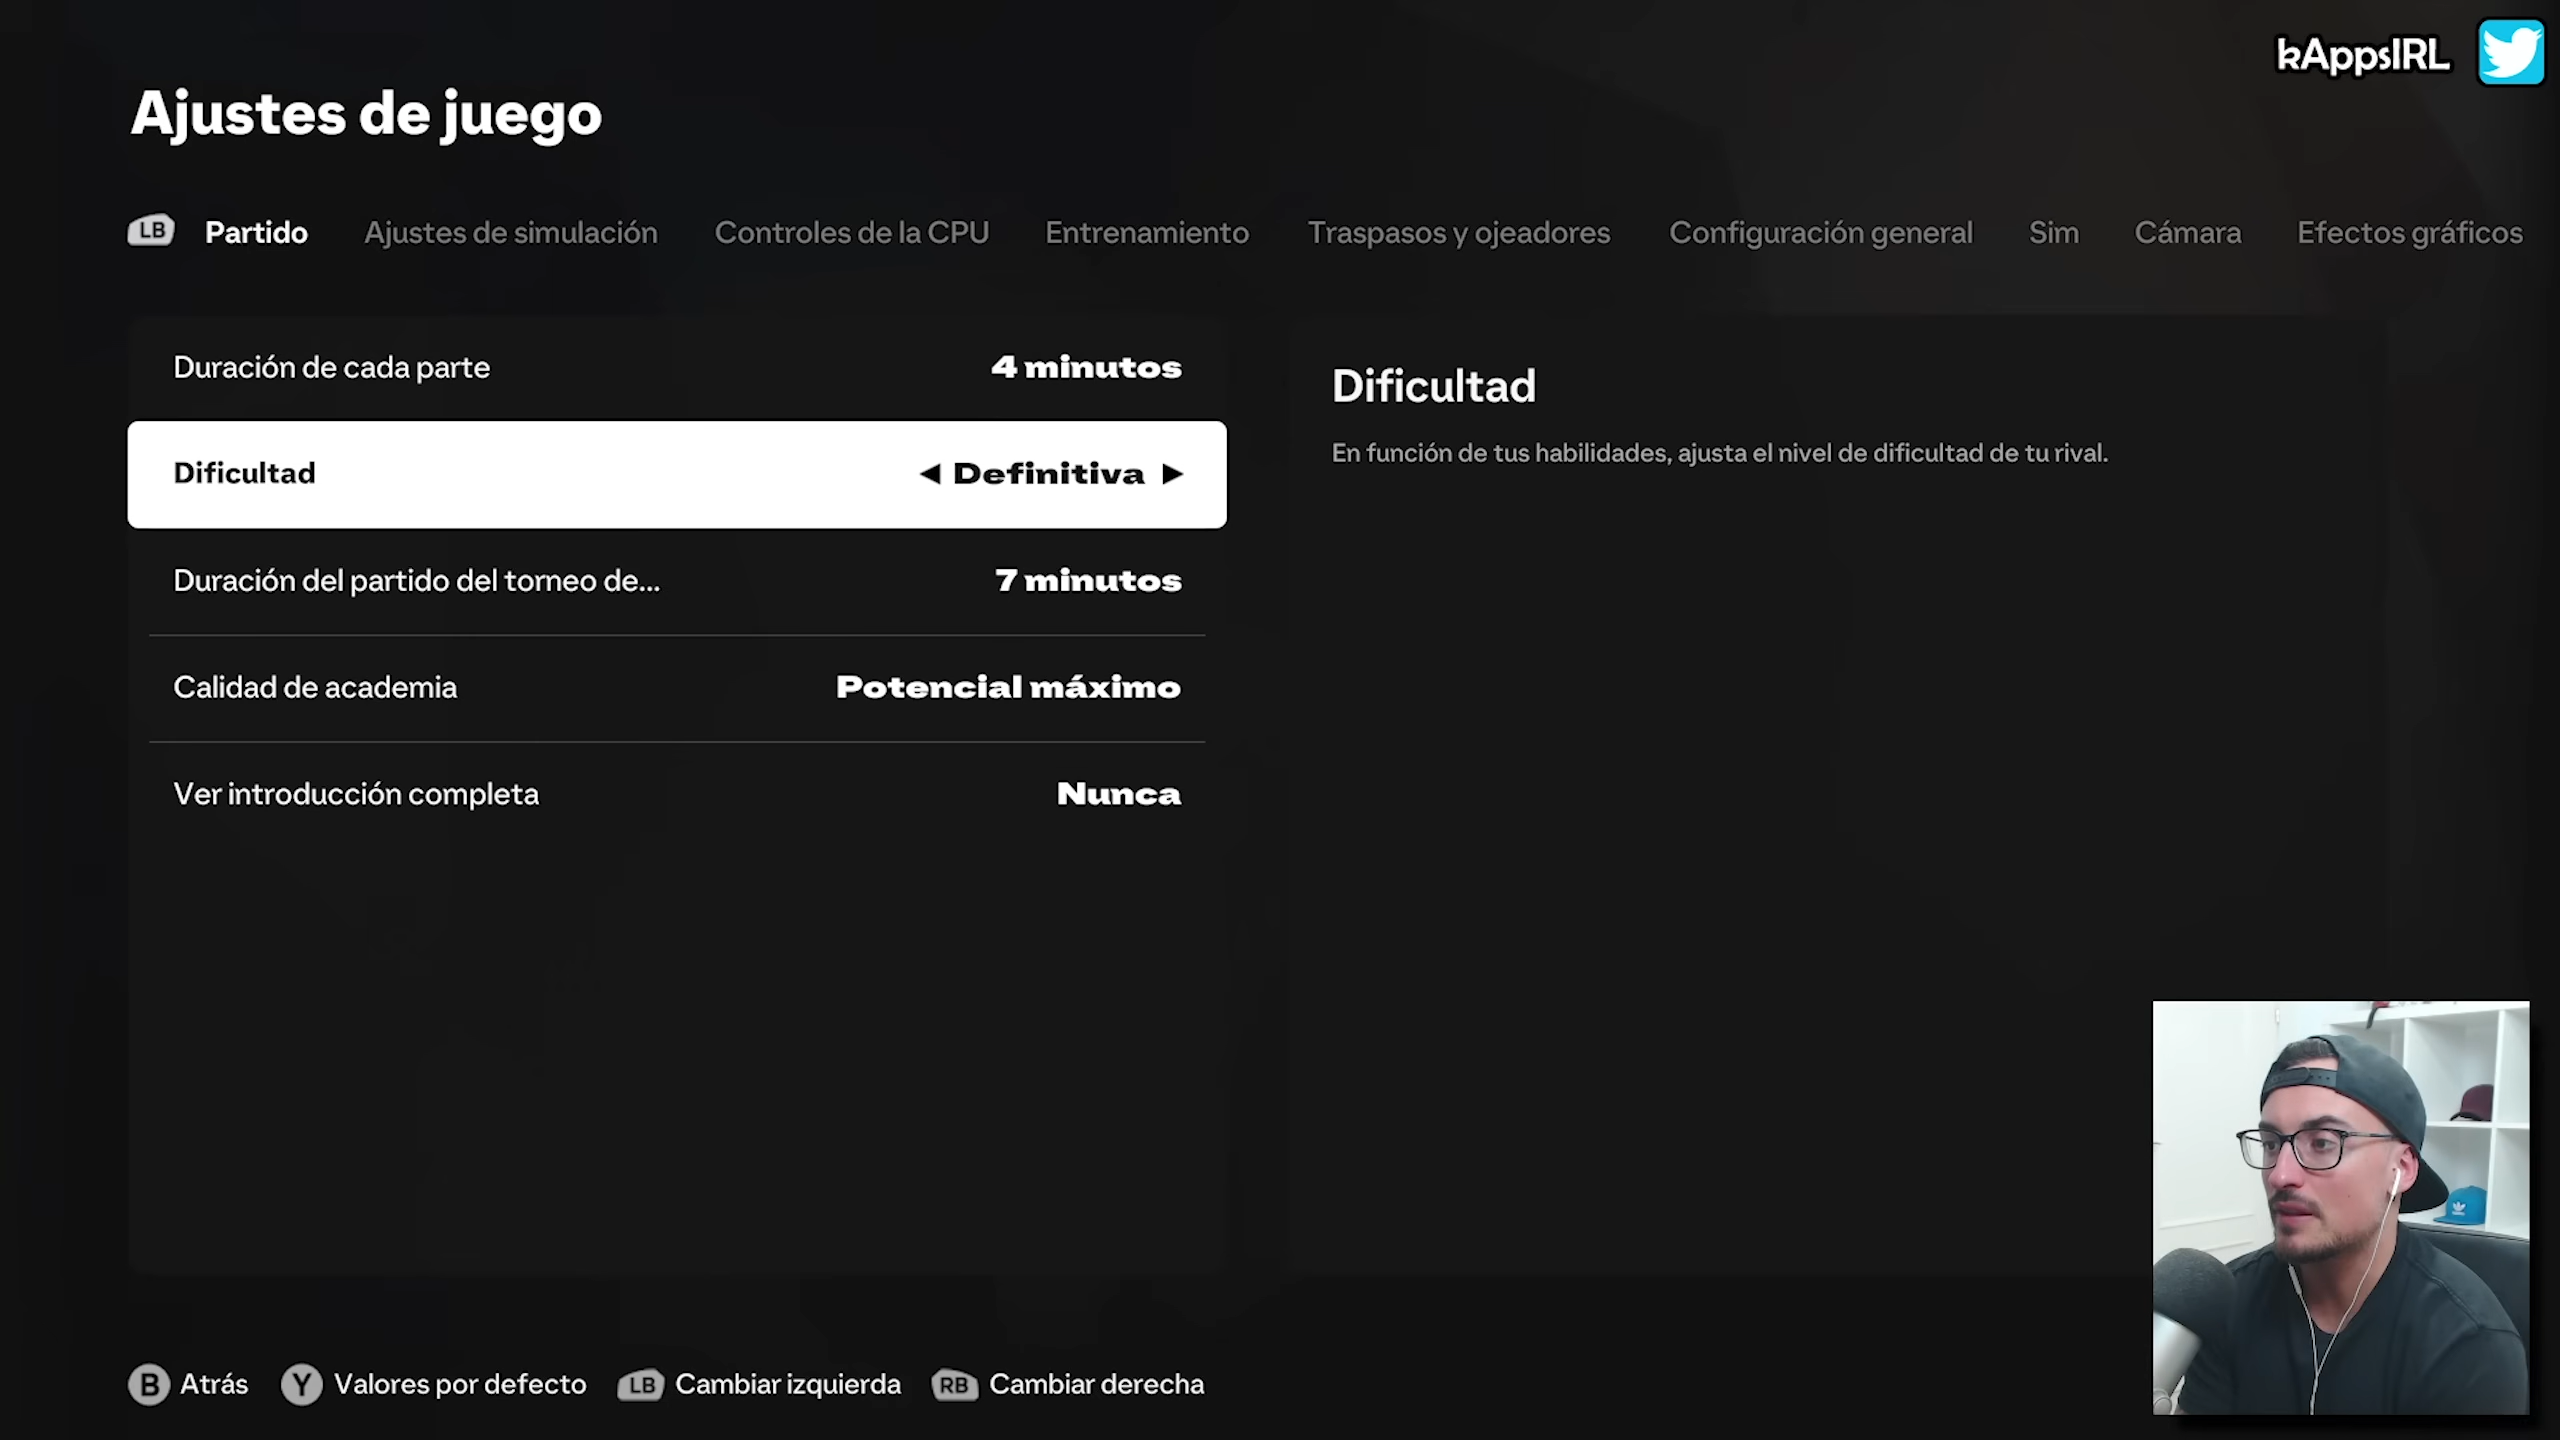 kAppsIRL
Ajustes de juego
LB Partido Ajustes de simulación Controles de la CPU Entrenamiento Traspasos y ojeadores Configuración general Sim Cámara Efectos gráficos
Duración de cada parte 4 minutos
Dificultad Definitiva
Duración del partido del torneo de... 7 minutos
Calidad de academia Potencial máximo
Ver introducción completa Nunca
Dificultad
En función de tus habilidades, ajusta el nivel de dificultad de tu rival.
B Atrás Y Valores por defecto LB Cambiar izquierda RB Cambiar derecha